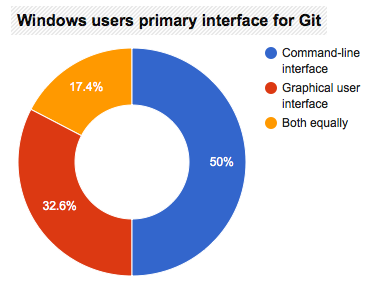 Windows users primary interface for Git
Command-line
interface
Graphical user
interface
Both equally
17.4%
50%
32.6%